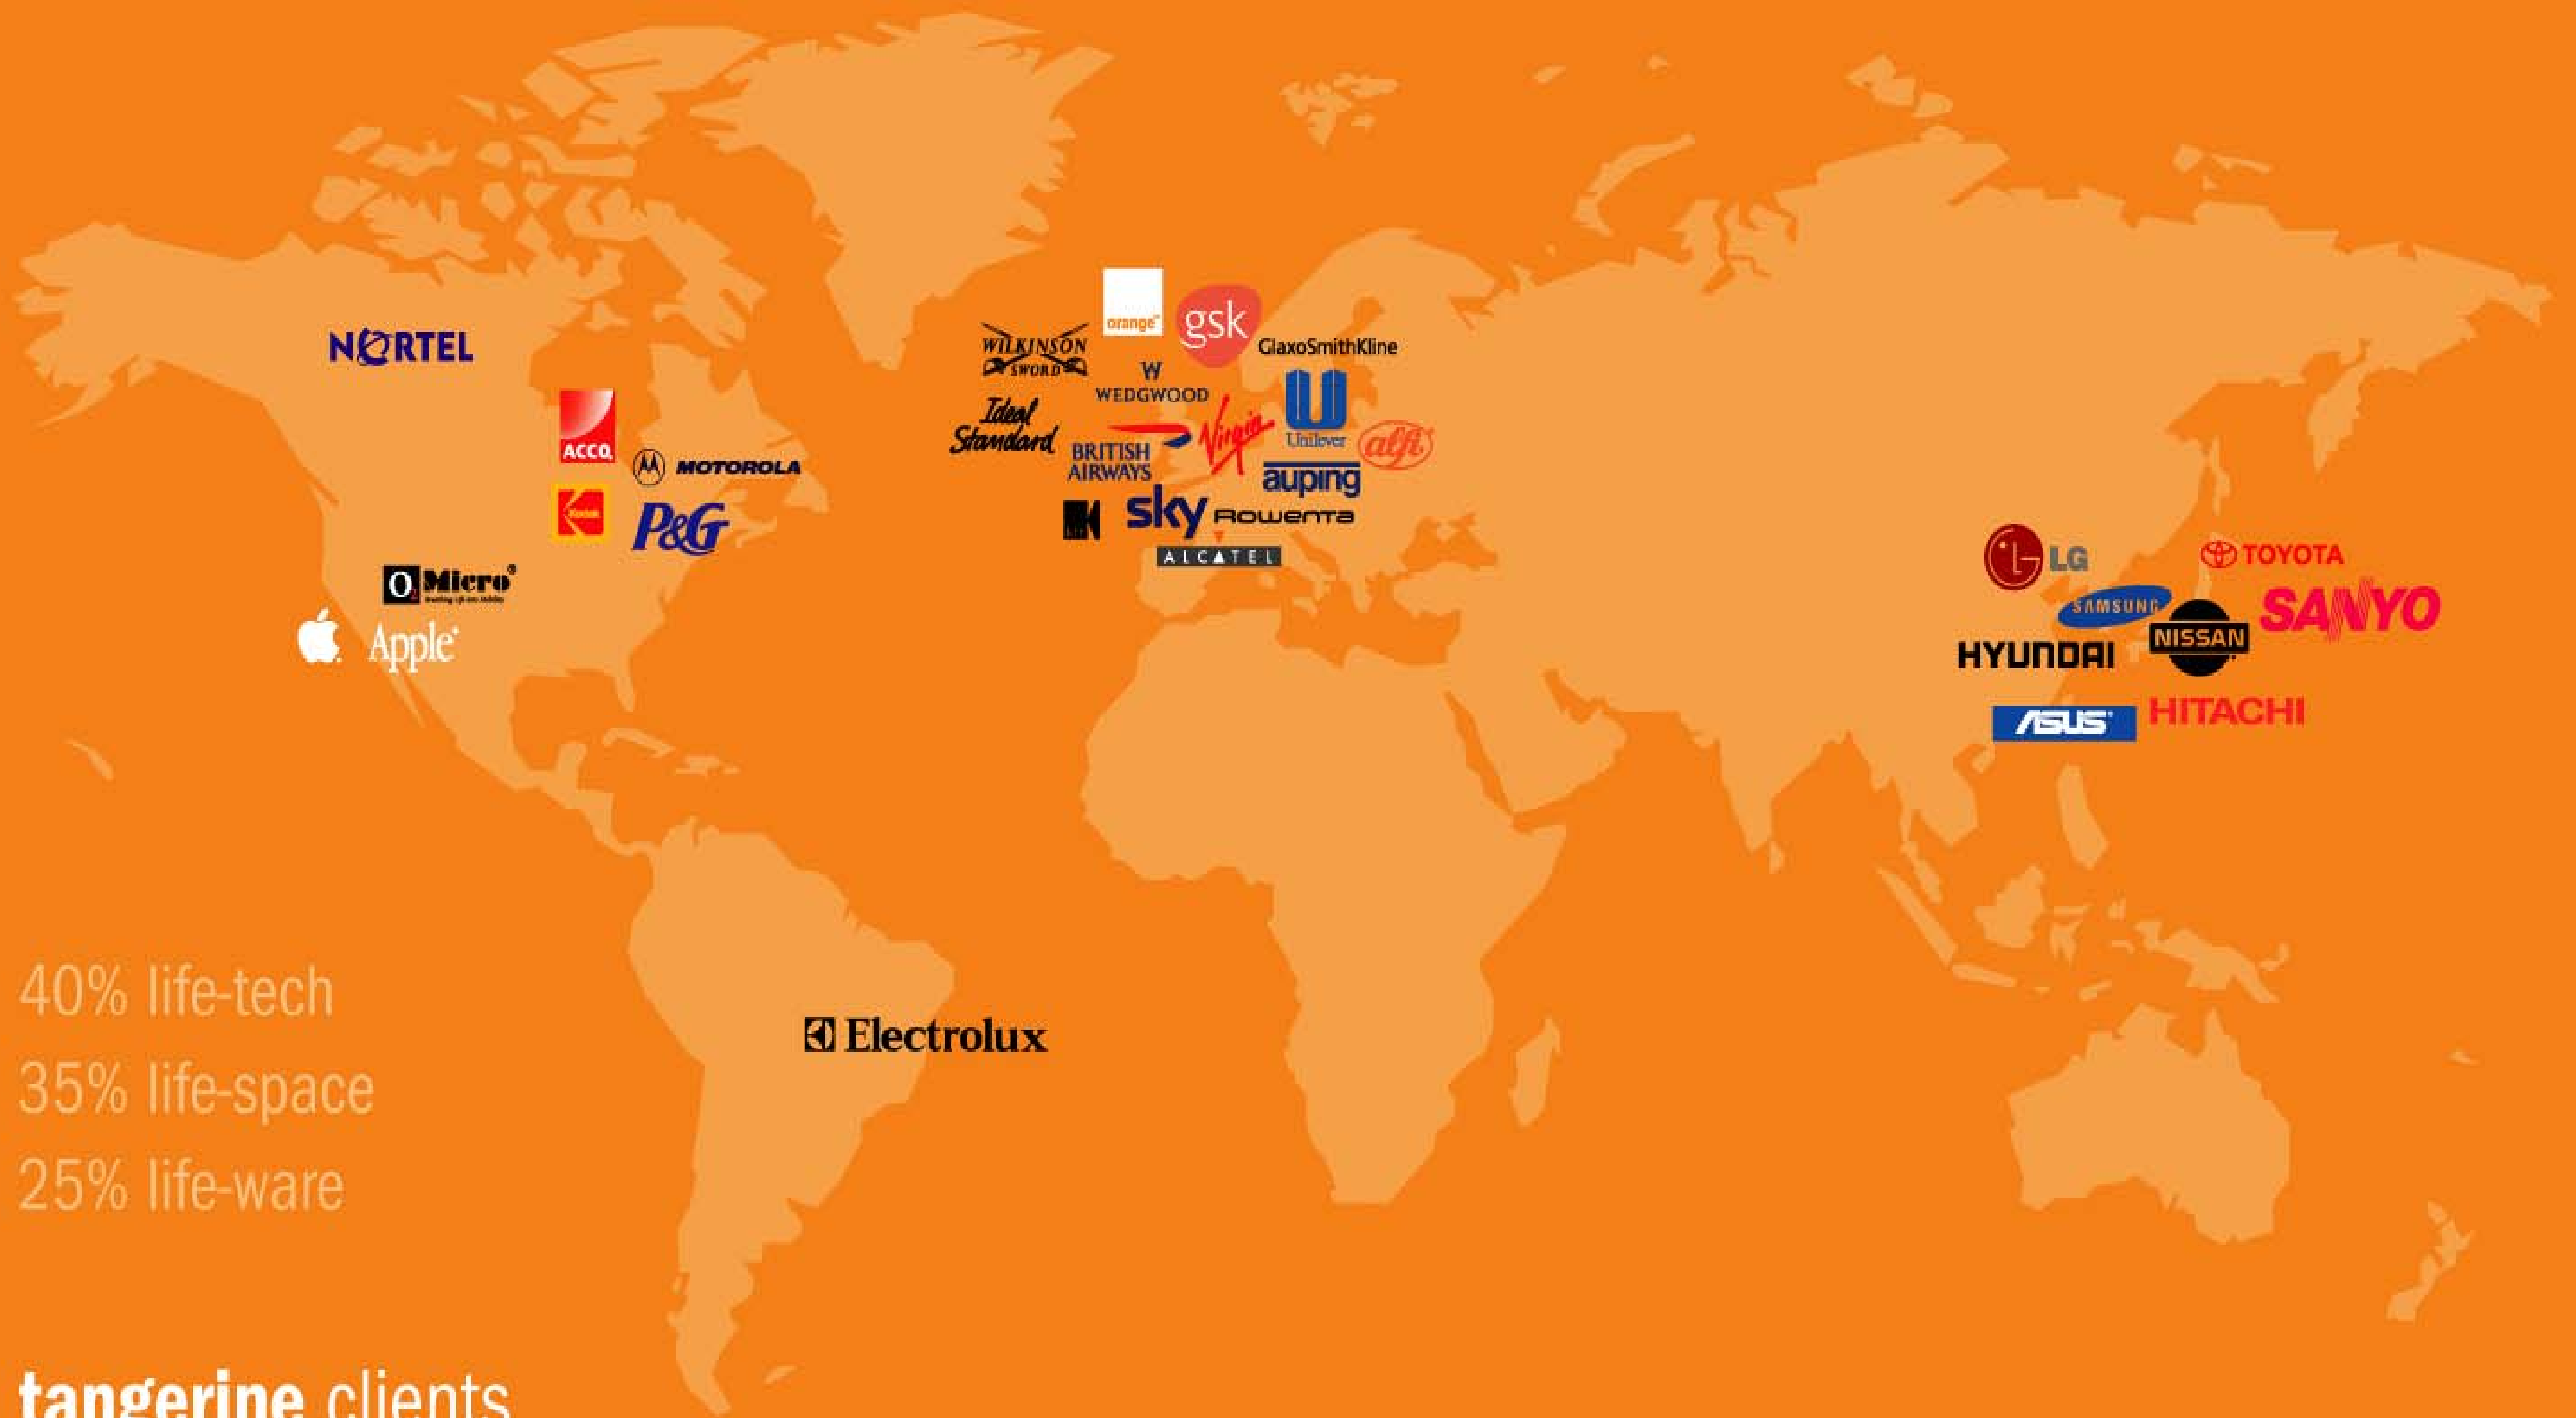 orange™
gsk
GlaxoSmithKline
WILKINSON
SWORD
W
WEDGWOOD
Ideal
Standard
BRITISH
AIRWAYS
Virgin
U
Unilever
alfi
auping
sky
ROWENTA
ALCATEL
NORTEL
ACCO
MOTOROLA
Kodak
P&G
O2Micro®
Apple
LG
TOYOTA
SAMSUNG
SANYO
NISSAN
HYUNDAI
ASUS
HITACHI
Electrolux
40% life-tech
35% life-space
25% life-ware
tangerine clients